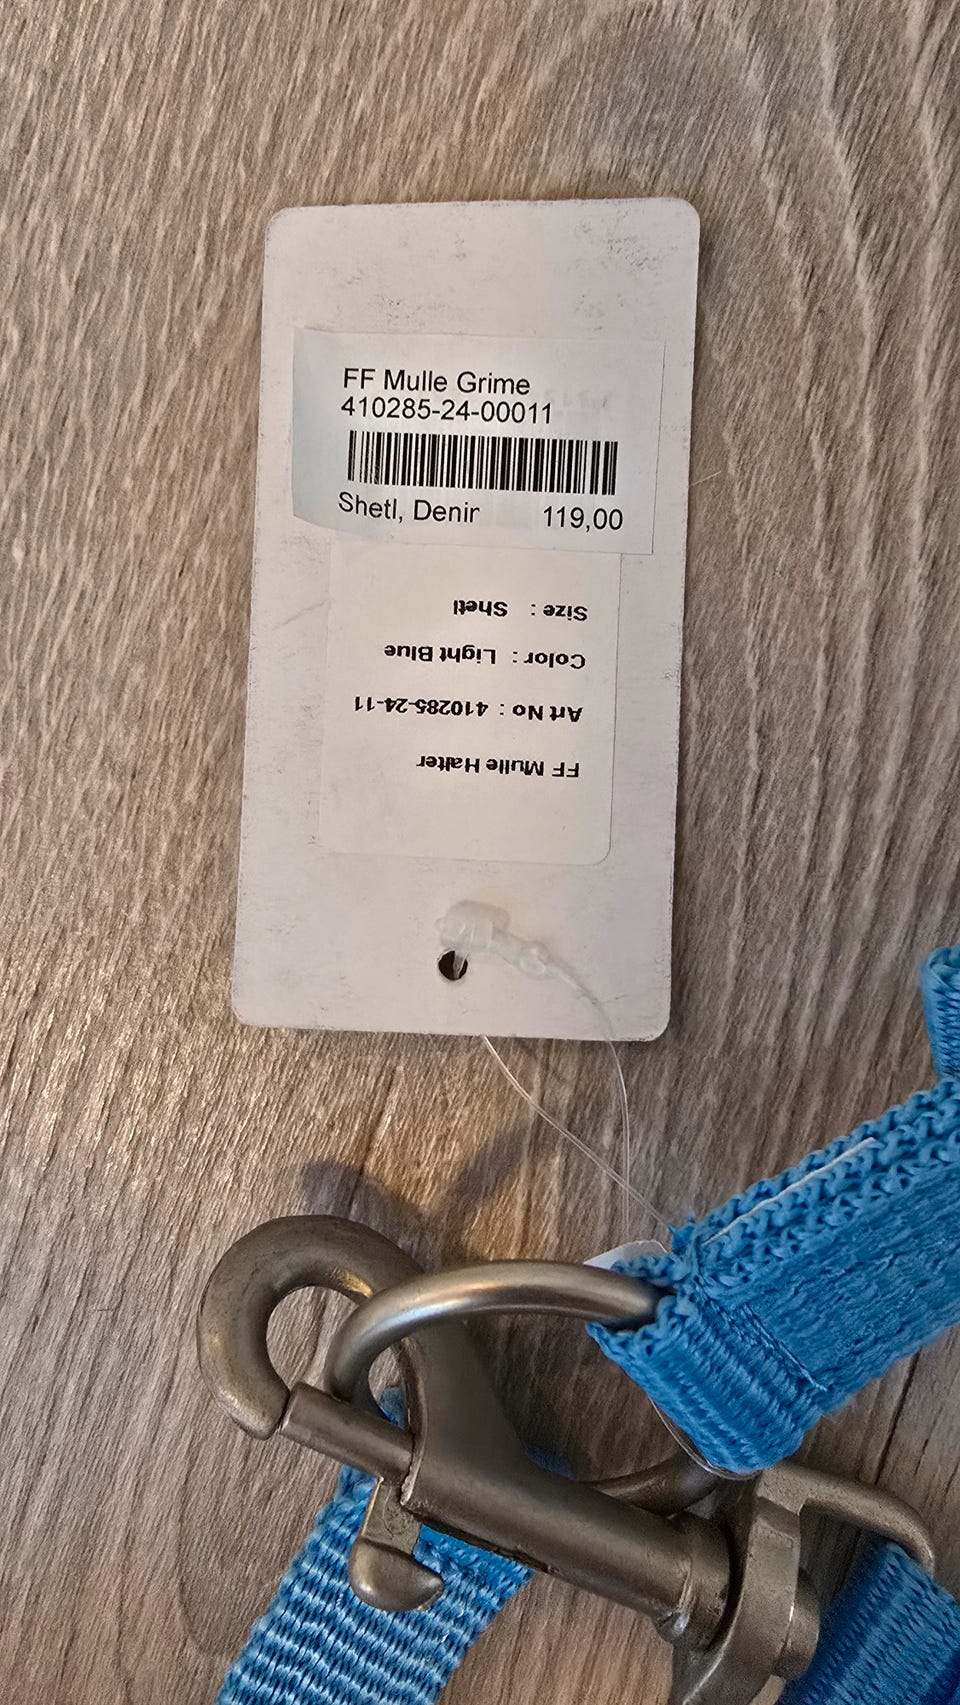 FF Mulle Grime
410285-24-00011
Shetl, Denir
119,00
FF Mulle Halter
Art No : 410285-24-11
Color : Light Blue
Size : Shetl